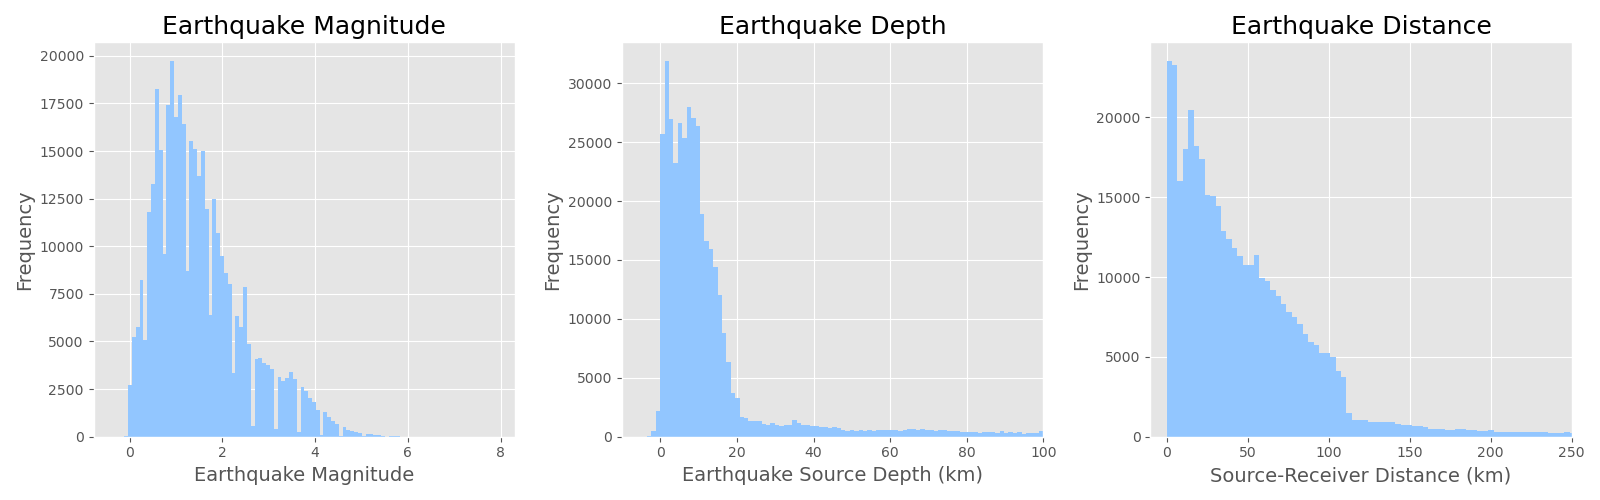 Earthquake Magnitude
20000
17500
15000
12500
10000
7500
5000
2500
0
Frequency
0 2 4 6 8
Earthquake Magnitude
Earthquake Depth
30000
25000
20000
15000
10000
5000
0
Frequency
0 20 40 60 80 100
Earthquake Source Depth (km)
Earthquake Distance
20000
15000
10000
5000
0
Frequency
0 50 100 150 200 250
Source-Receiver Distance (km)